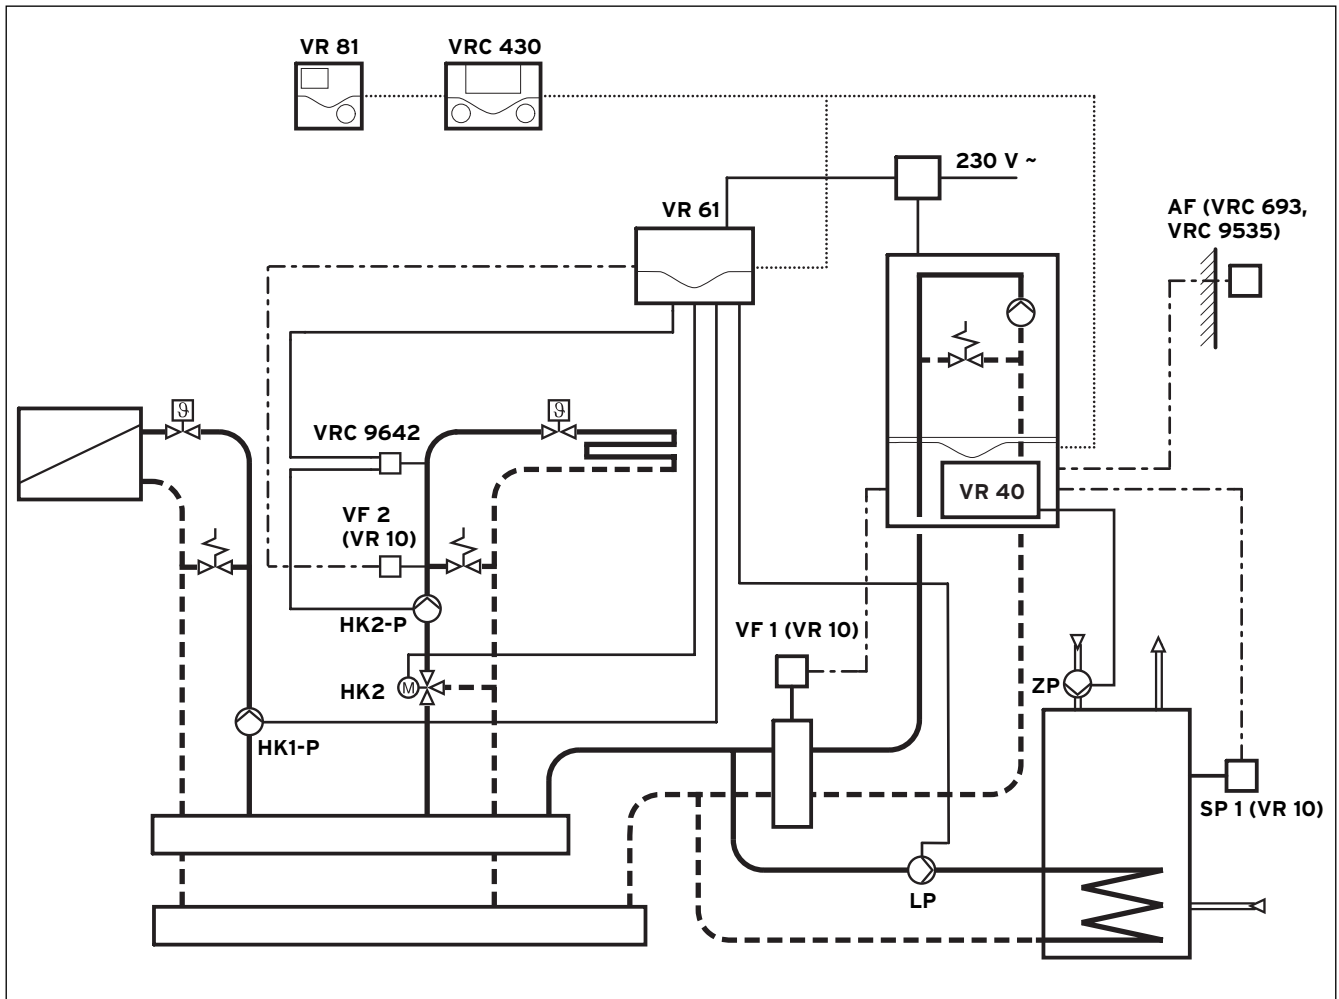 VR 81
VRC 430
230 V ~
VR 61
AF (VRC 693,
VRC 9535)
ϑ
ϑ
VRC 9642
VR 40
VF 2
(VR 10)
HK2-P
VF 1 (VR 10)
HK2
M
ZP
HK1-P
SP 1 (VR 10)
LP